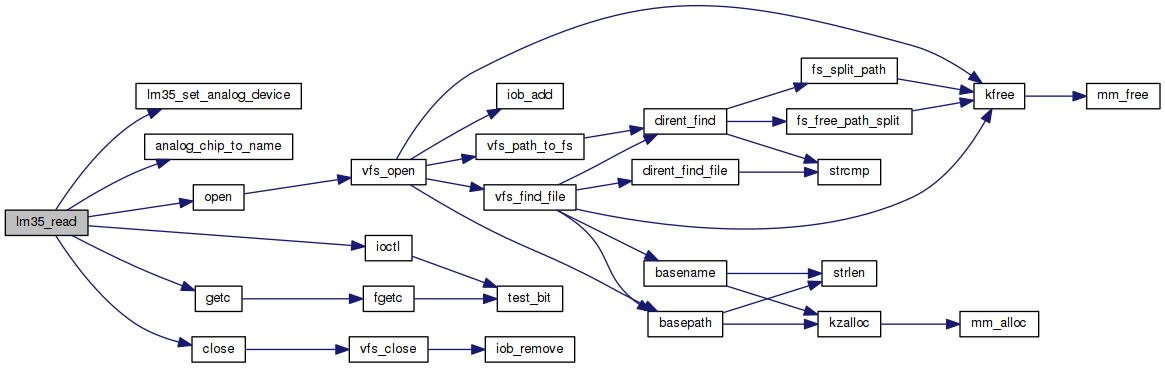 lm35_read
lm35_set_analog_device
analog_chip_to_name
open
ioctl
getc
close
vfs_open
fgetc
vfs_close
iob_add
vfs_path_to_fs
vfs_find_file
test_bit
iob_remove
dirent_find
dirent_find_file
basename
basepath
fs_split_path
fs_free_path_split
strcmp
strlen
kzalloc
kfree
mm_alloc
mm_free